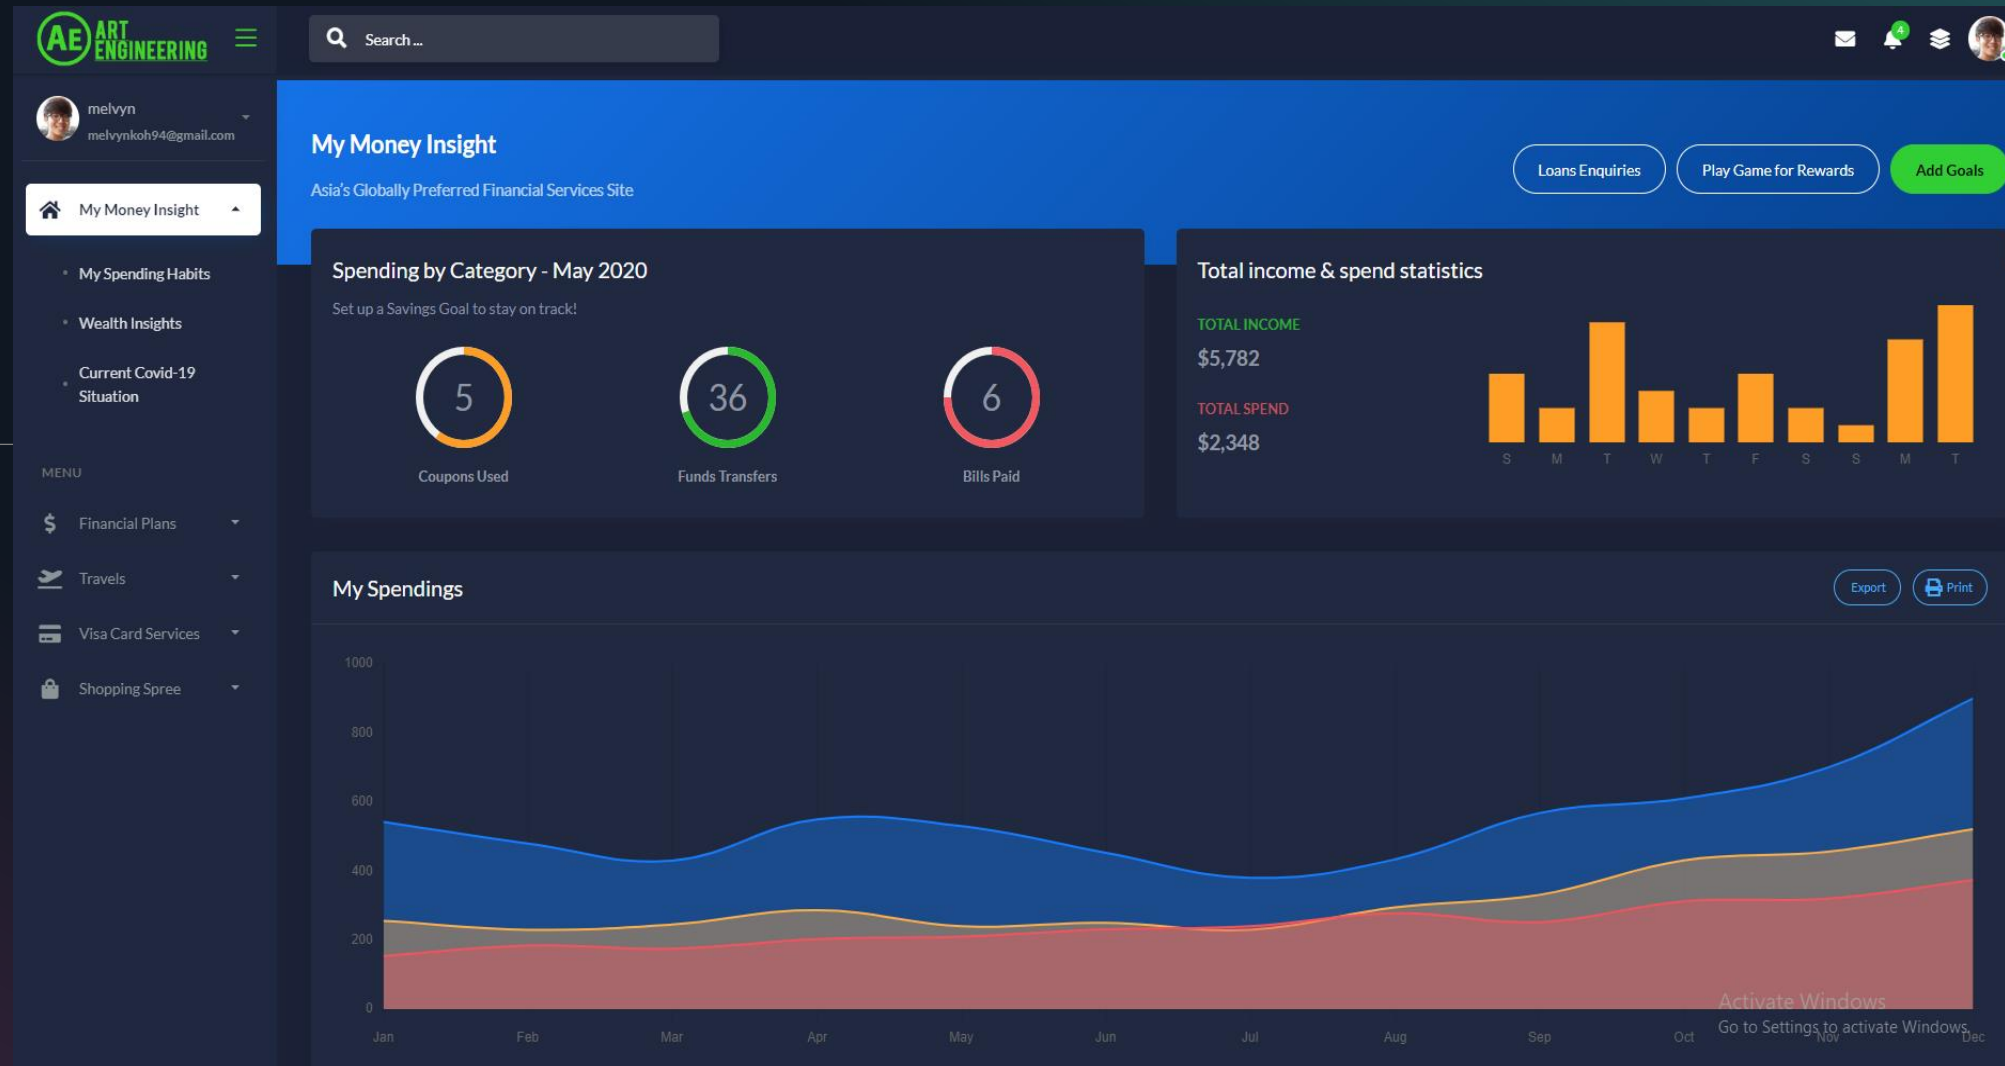 AE ART
ENGINEERING
Search ...
4
melvyn
melvynkoh94@gmail.com
My Money Insight
My Spending Habits
Wealth Insights
Current Covid-19
Situation
MENU
Financial Plans
Travels
Visa Card Services
Shopping Spree
My Money Insight
Asia's Globally Preferred Financial Services Site
Loans Enquiries
Play Game for Rewards
Add Goals
Spending by Category - May 2020
Set up a Savings Goal to stay on track!
5
36
6
Coupons Used
Funds Transfers
Bills Paid
Total income & spend statistics
TOTAL INCOME
$5,782
TOTAL SPEND
$2,348
S M T W T F S S M T
My Spendings
Export
Print
1000
800
600
400
200
0
Jan Feb Mar Apr May Jun Jul Aug Sep Oct Nov Dec
Activate Windows
Go to Settings to activate Windows.